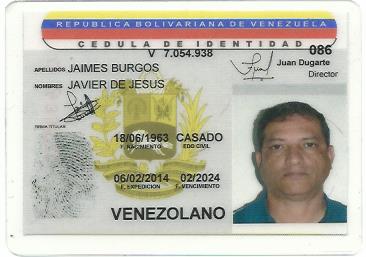 REPUBLICA BOLIVARIANA DE VENEZUELA
CEDULA DE IDENTIDAD
V 7.054.938
086
APELLIDOS JAIMES BURGOS
Juan Dugarte
Director
NOMBRES JAVIER DE JESUS
FIRMA TITULAR
18/06/1963 CASADO
F. NACIMIENTO EDO CIVIL
06/02/2014 02/2024
F. EXPEDICION F. VENCIMIENTO
VENEZOLANO